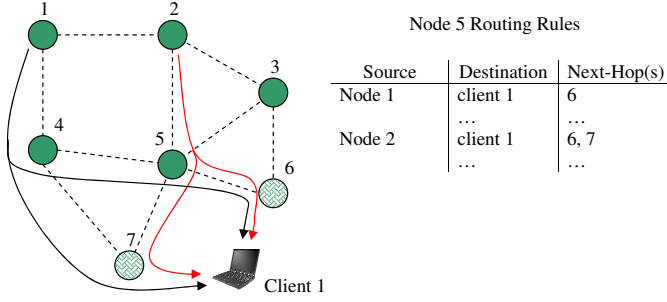 1
2
3
4
5
6
7
Client 1
Node 5 Routing Rules
Source Destination Next-Hop(s)
Node 1 client 1 6
... ...
Node 2 client 1 6, 7
... ...